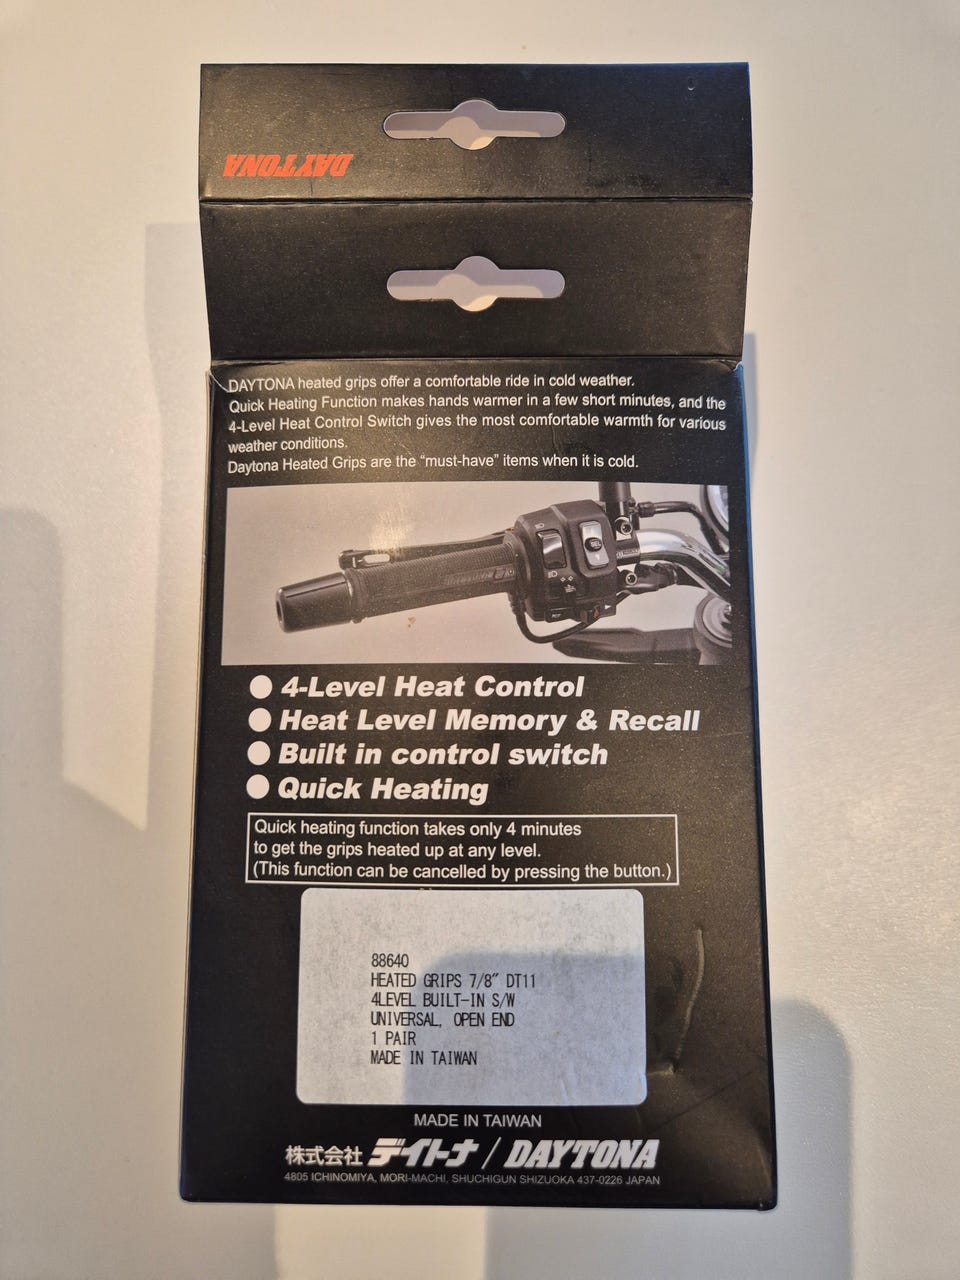 DAYTONA
DAYTONA heated grips offer a comfortable ride in cold weather.
Quick Heating Function makes hands warmer in a few short minutes, and the
4-Level Heat Control Switch gives the most comfortable warmth for various
weather conditions.
Daytona Heated Grips are the “must-have” items when it is cold.
SEL
● 4-Level Heat Control
● Heat Level Memory & Recall
● Built in control switch
● Quick Heating
Quick heating function takes only 4 minutes
to get the grips heated up at any level.
(This function can be cancelled by pressing the button.)
88640
HEATED GRIPS 7/8″ DT11
4LEVEL BUILT-IN S/W
UNIVERSAL, OPEN END
1 PAIR
MADE IN TAIWAN
MADE IN TAIWAN
株式会社 デイトナ / DAYTONA
4805 ICHINOMIYA, MORI-MACHI, SHUCHIGUN SHIZUOKA 437-0226 JAPAN